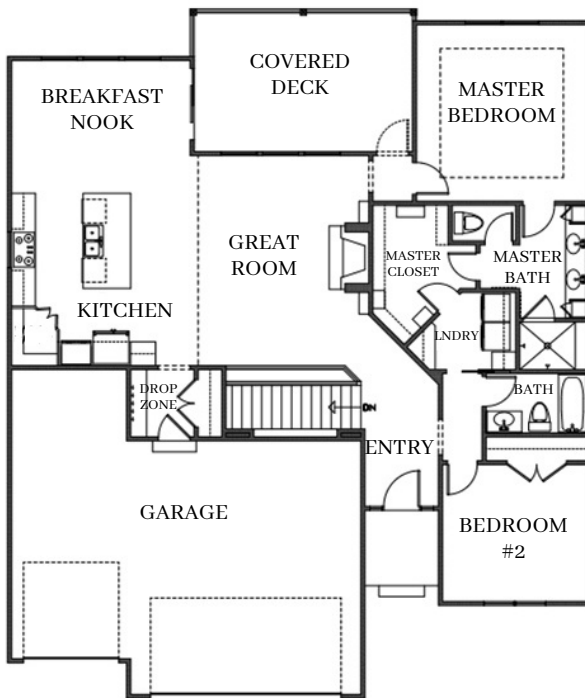 COVERED
DECK
BREAKFAST
NOOK
MASTER
BEDROOM
GREAT
ROOM
MASTER
CLOSET
MASTER
BATH
KITCHEN
LNDRY
DROP
ZONE
BATH
DN
ENTRY
GARAGE
BEDROOM
#2